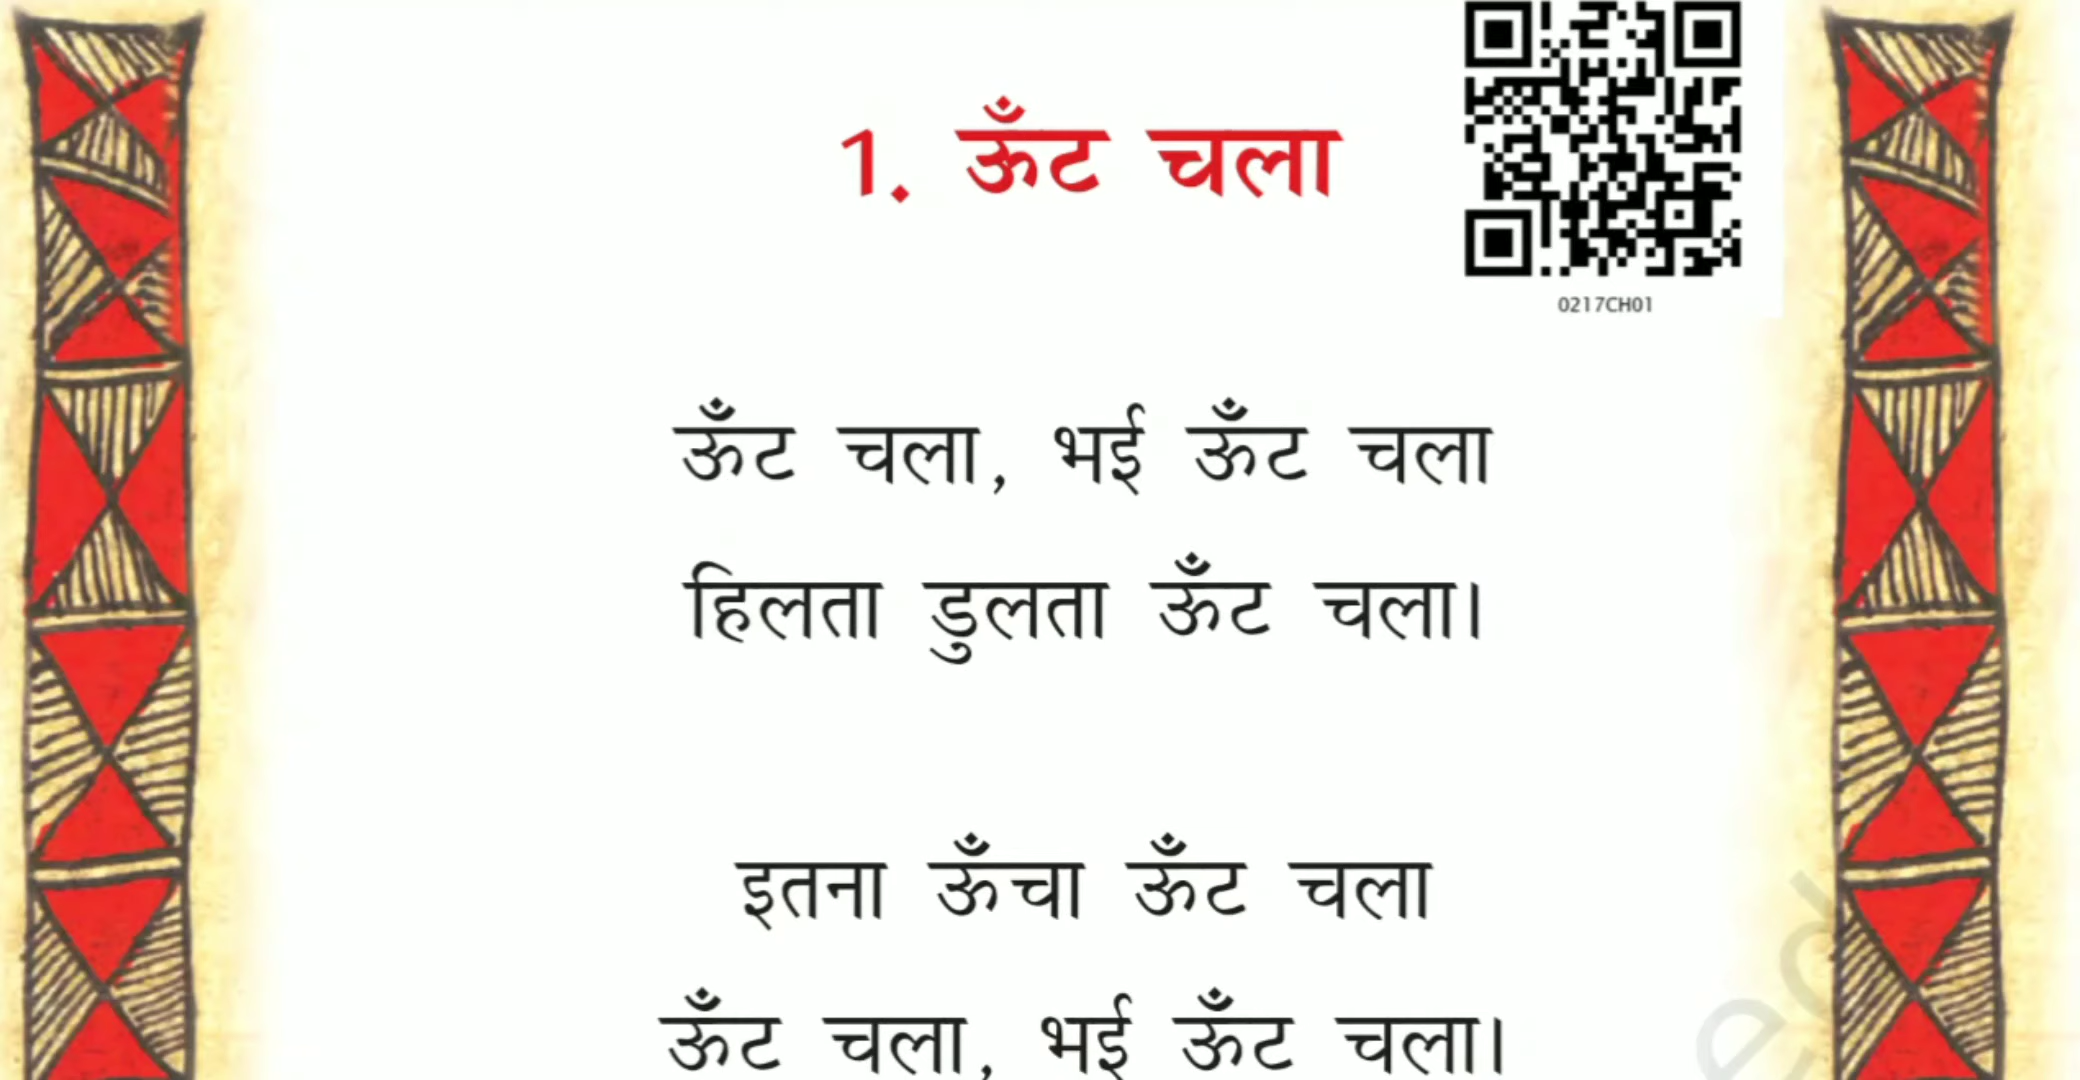 1. ऊँट चला
0217CH01
ऊँट चला, भई ऊँट चला
हिलता डुलता ऊँट चला।
इतना ऊँचा ऊँट चला
ऊँट चला, भई ऊँट चला।